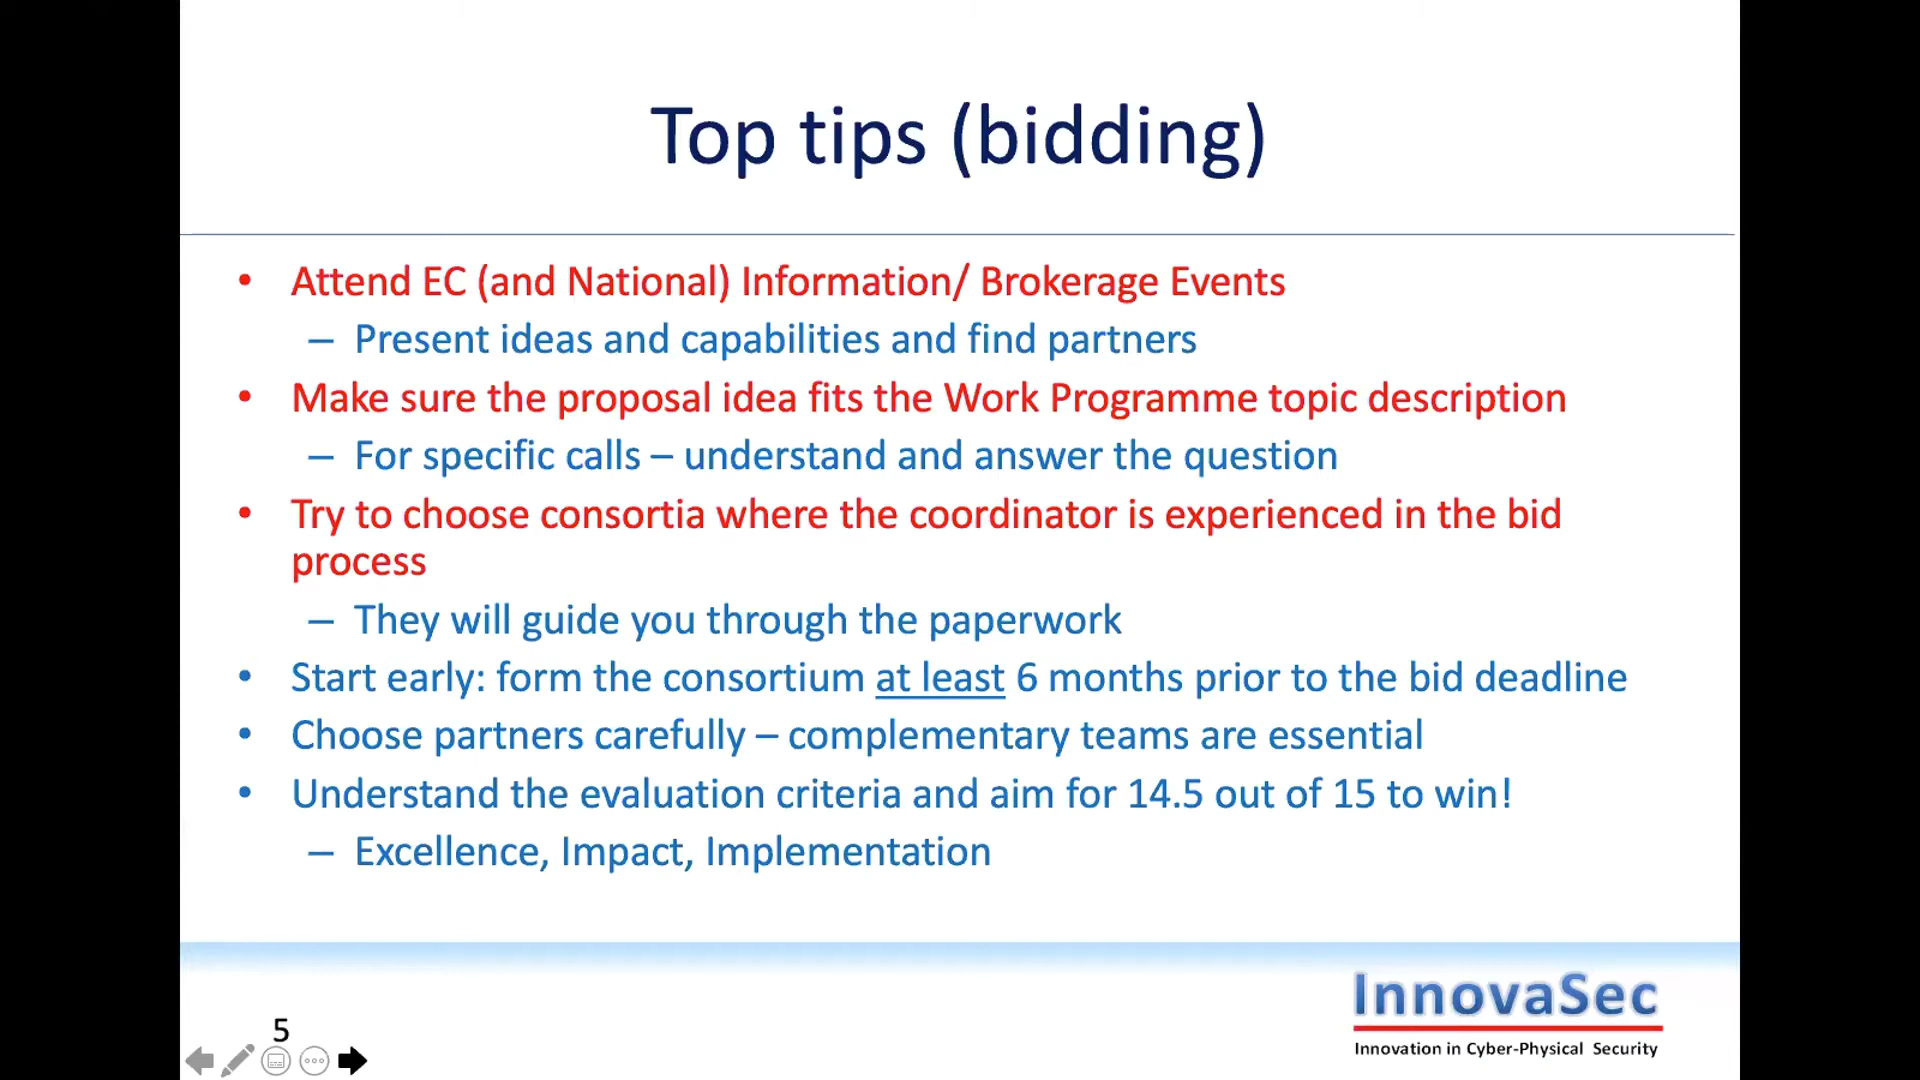 Top tips (bidding)
• Attend EC (and National) Information/ Brokerage Events
– Present ideas and capabilities and find partners
• Make sure the proposal idea fits the Work Programme topic description
– For specific calls – understand and answer the question
• Try to choose consortia where the coordinator is experienced in the bid
process
– They will guide you through the paperwork
• Start early: form the consortium at least 6 months prior to the bid deadline
• Choose partners carefully – complementary teams are essential
• Understand the evaluation criteria and aim for 14.5 out of 15 to win!
– Excellence, Impact, Implementation
5
InnovaSec
Innovation in Cyber-Physical Security